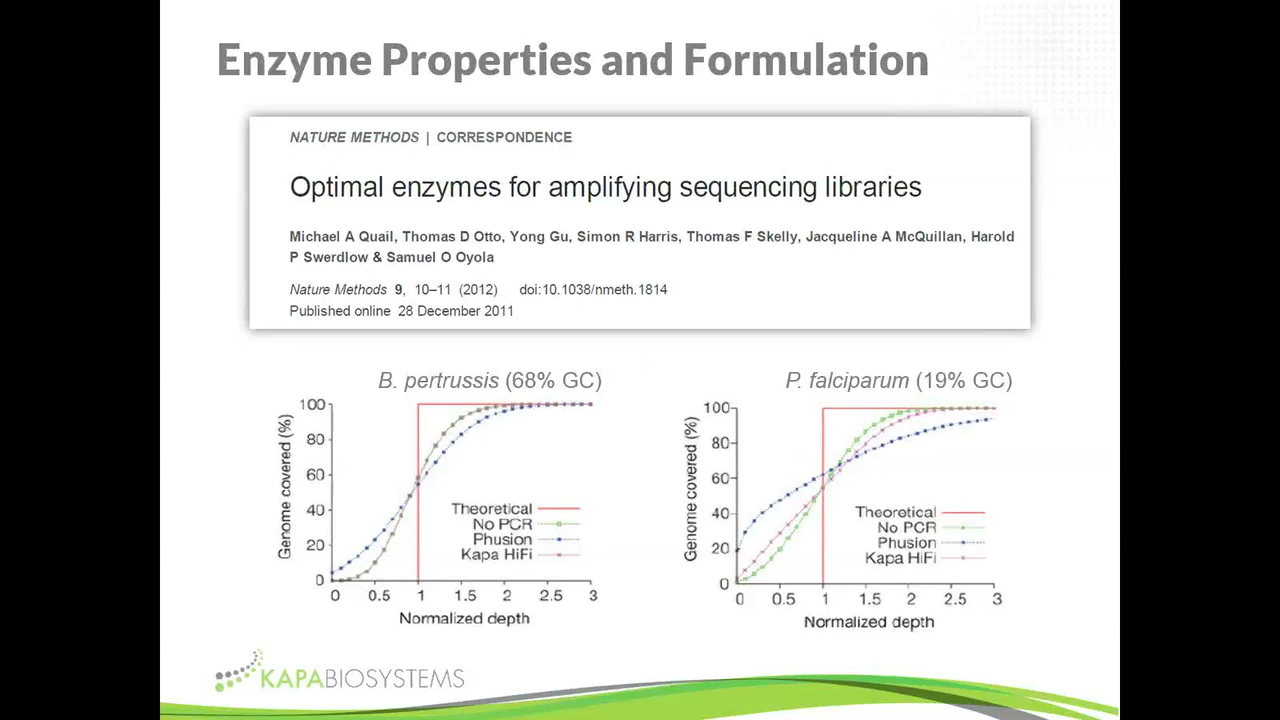 Enzyme Properties and Formulation
NATURE METHODS | CORRESPONDENCE
Optimal enzymes for amplifying sequencing libraries
Michael A Quail, Thomas D Otto, Yong Gu, Simon R Harris, Thomas F Skelly, Jacqueline A McQuillan, Harold
P Swerdlow & Samuel O Oyola
Nature Methods 9, 10–11 (2012) doi:10.1038/nmeth.1814
Published online 28 December 2011
B. pertrussis (68% GC)
100
80
60
40
20
0
Genome covered (%)
Theoretical
No PCR
Phusion
Kapa HiFi
0 0.5 1 1.5 2 2.5 3
Normalized depth
P. falciparum (19% GC)
100
80
60
40
20
0
Genome covered (%)
Theoretical
No PCR
Phusion
Kapa HiFi
0 0.5 1 1.5 2 2.5 3
Normalized depth
KAPABIOSYSTEMS